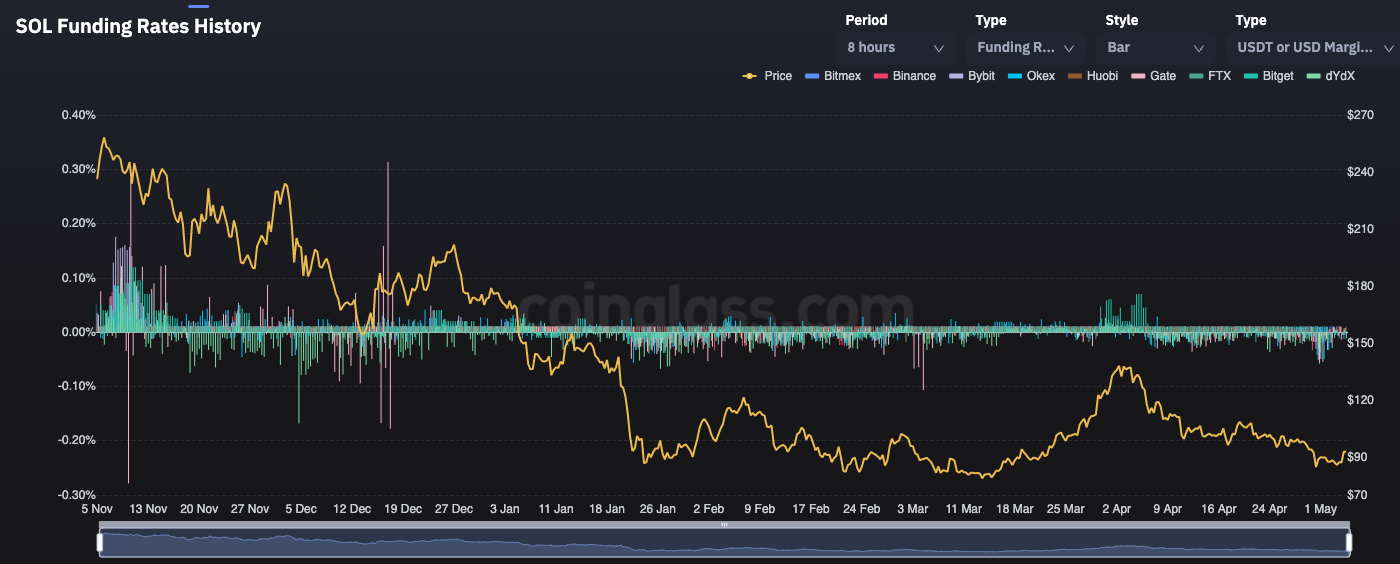 SOL Funding Rates History
Period Type Style Type
8 hours Funding R... Bar USDT or USD Margi...
Price Bitmex Binance Bybit Okex Huobi Gate FTX Bitget dYdX
0.40% $270
0.30% $240
0.20% $210
0.10% $180
coinglass.com
0.00% $150
-0.10% $120
-0.20% $90
-0.30% $70
5 Nov 13 Nov 20 Nov 27 Nov 5 Dec 12 Dec 19 Dec 27 Dec 3 Jan 11 Jan 18 Jan 26 Jan 2 Feb 9 Feb 17 Feb 24 Feb 3 Mar 11 Mar 18 Mar 25 Mar 2 Apr 9 Apr 16 Apr 24 Apr 1 May